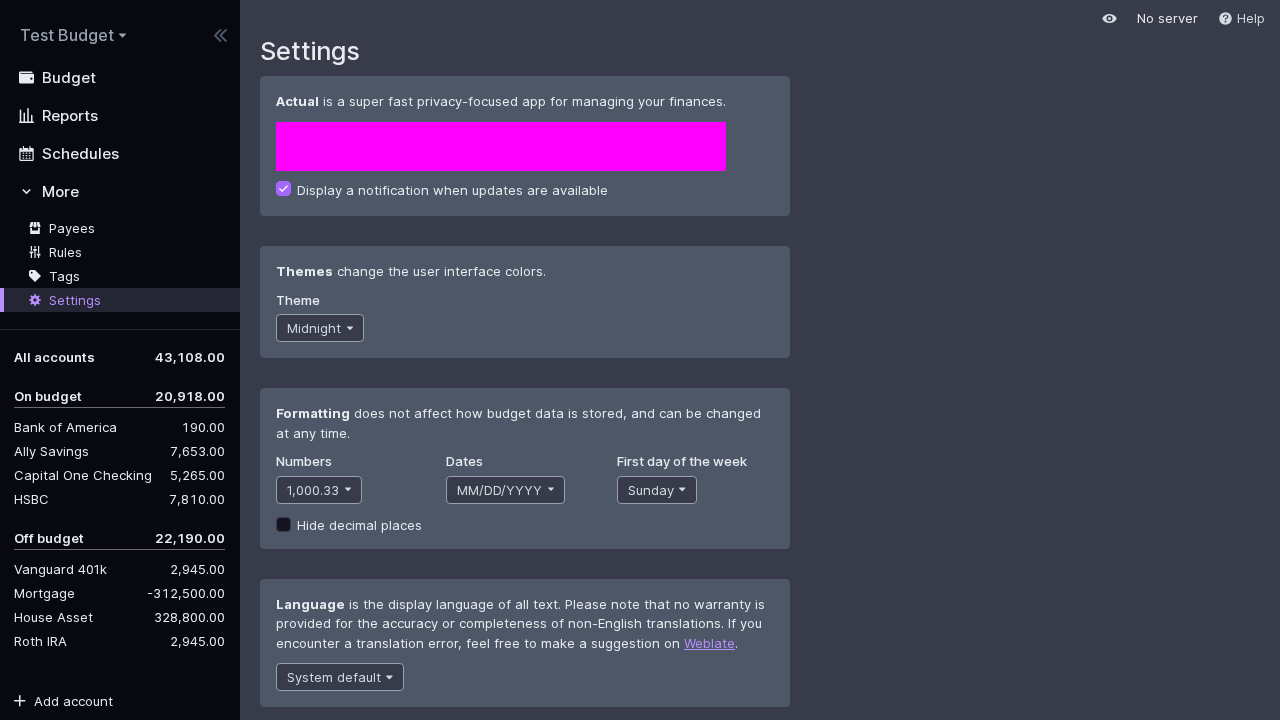 Test Budget
Budget
Reports
Schedules
More
Payees
Rules
Tags
Settings
All accounts 43,108.00
On budget 20,918.00
Bank of America 190.00
Ally Savings 7,653.00
Capital One Checking 5,265.00
HSBC 7,810.00
Off budget 22,190.00
Vanguard 401k 2,945.00
Mortgage -312,500.00
House Asset 328,800.00
Roth IRA 2,945.00
Add account
No server Help
Settings
Actual is a super fast privacy-focused app for managing your finances.
Display a notification when updates are available
Themes change the user interface colors.
Theme
Midnight
Formatting does not affect how budget data is stored, and can be changed
at any time.
Numbers Dates First day of the week
1,000.33 MM/DD/YYYY Sunday
Hide decimal places
Language is the display language of all text. Please note that no warranty is
provided for the accuracy or completeness of non-English translations. If you
encounter a translation error, feel free to make a suggestion on Weblate.
System default